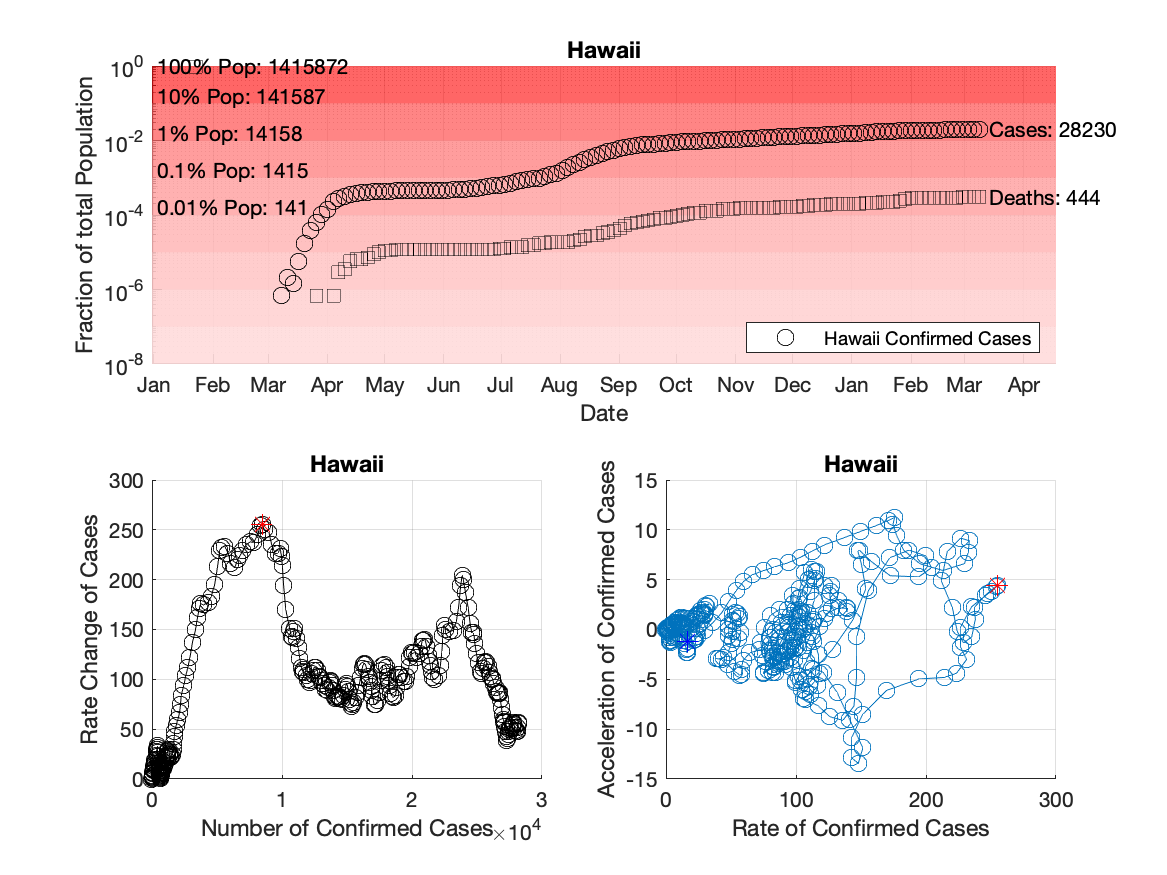 Hawaii
10^0
10^-2
10^-4
10^-6
10^-8
Fraction of total Population
100% Pop: 1415872
10% Pop: 141587
1% Pop: 14158
0.1% Pop: 1415
0.01% Pop: 141
Cases: 28230
Deaths: 444
Hawaii Confirmed Cases
Jan Feb Mar Apr May Jun Jul Aug Sep Oct Nov Dec Jan Feb Mar Apr
Date
Hawaii
300
250
200
150
100
50
0
Rate Change of Cases
0 1 2 3
Number of Confirmed Cases ×10^4
Hawaii
15
10
5
0
-5
-10
-15
Acceleration of Confirmed Cases
0 100 200 300
Rate of Confirmed Cases